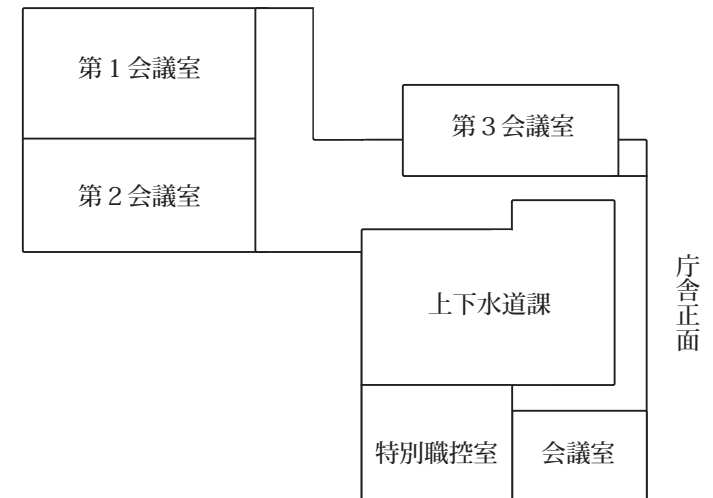 第１会議室
第３会議室
第２会議室
上下水道課
庁舎正面
特別職控室
会議室